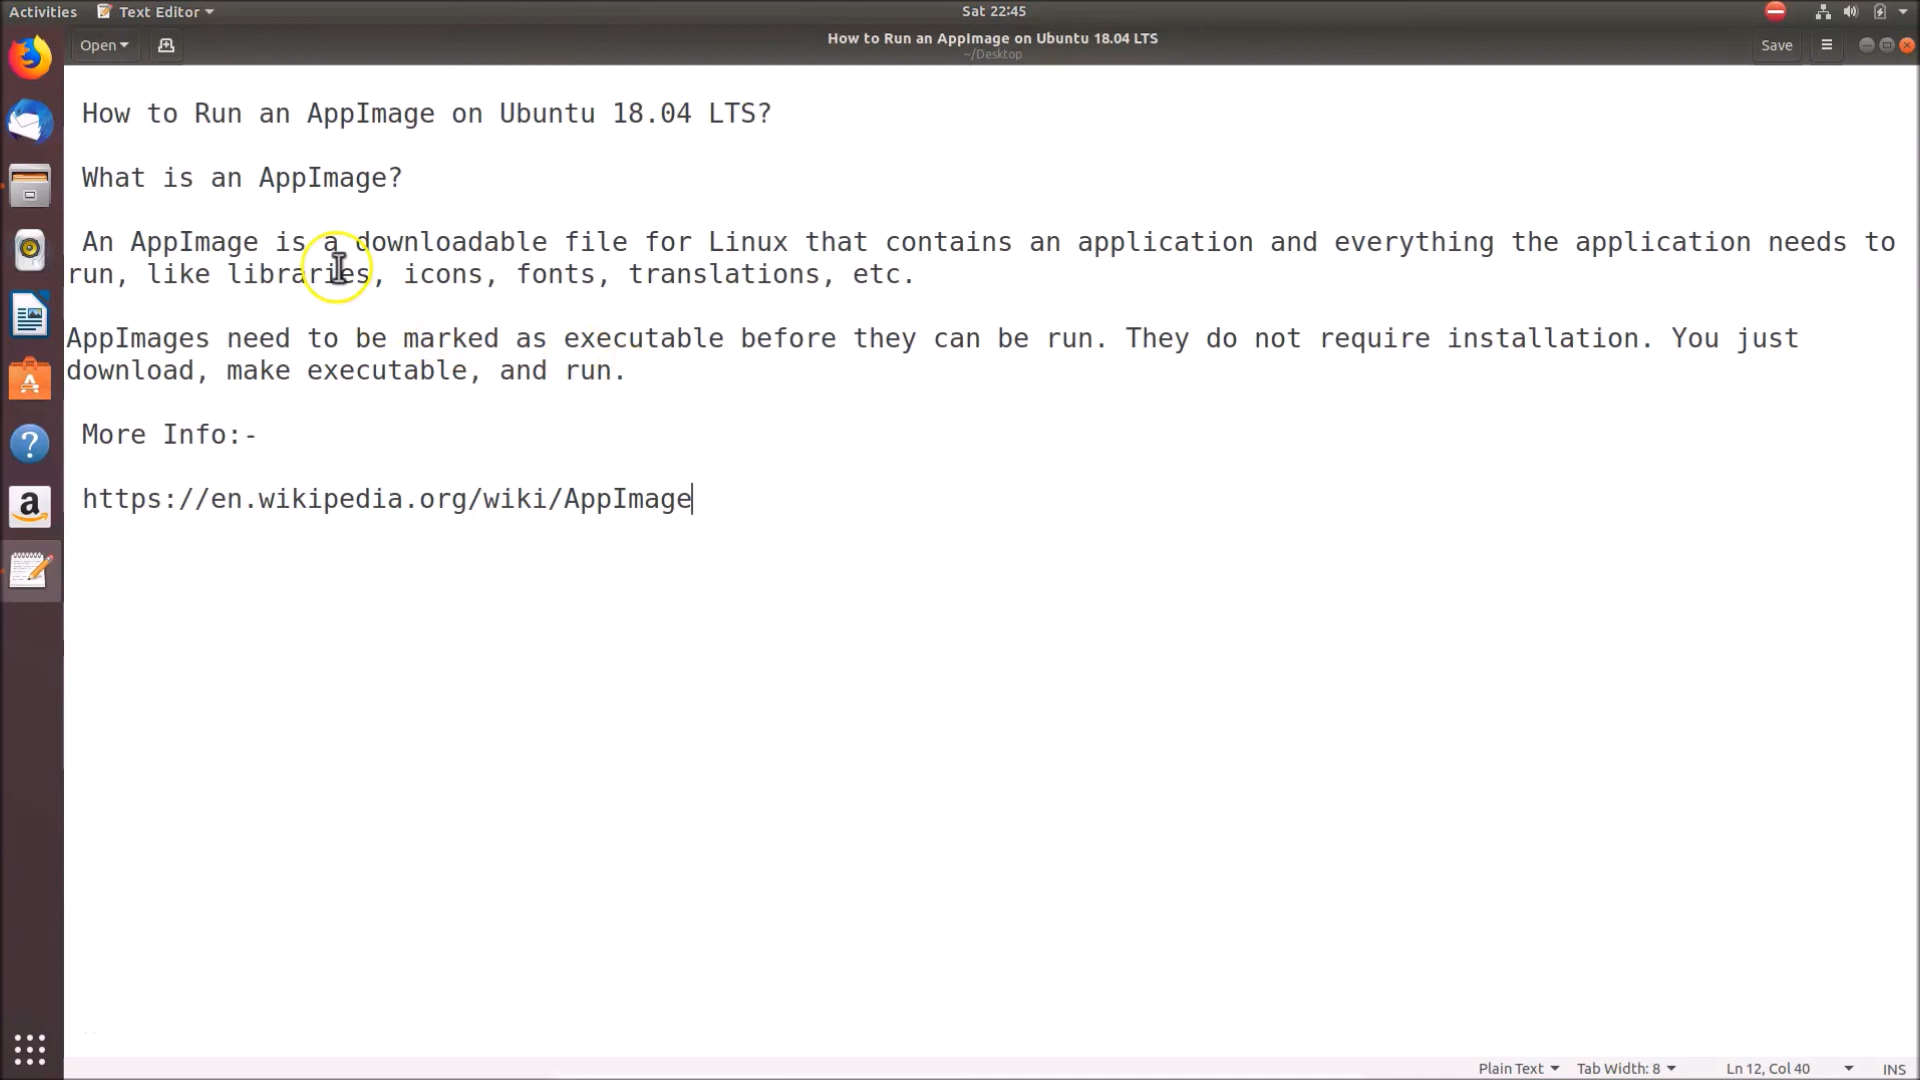 Activities Text Editor Sat 22:45
Open How to Run an AppImage on Ubuntu 18.04 LTS Save
~/Desktop
How to Run an AppImage on Ubuntu 18.04 LTS?
What is an AppImage?
An AppImage is a downloadable file for Linux that contains an application and everything the application needs to
run, like libraries, icons, fonts, translations, etc.
AppImages need to be marked as executable before they can be run. They do not require installation. You just
download, make executable, and run.
More Info:-
https://en.wikipedia.org/wiki/AppImage
Plain Text Tab Width: 8 Ln 12, Col 40 INS